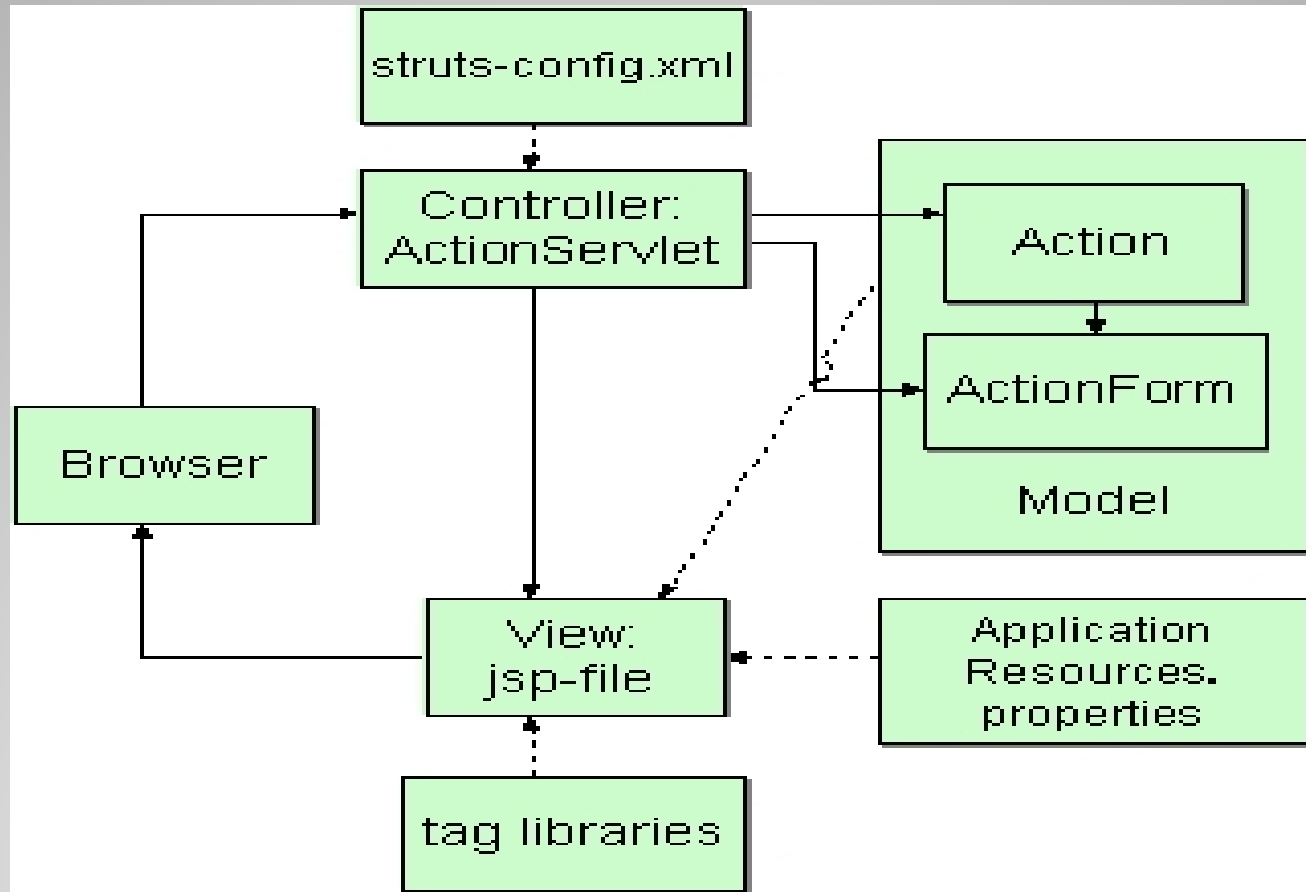 struts-config.xml
Controller:
ActionServlet
Action
ActionForm
Browser
Model
View:
jsp-file
Application
Resources.
properties
tag libraries